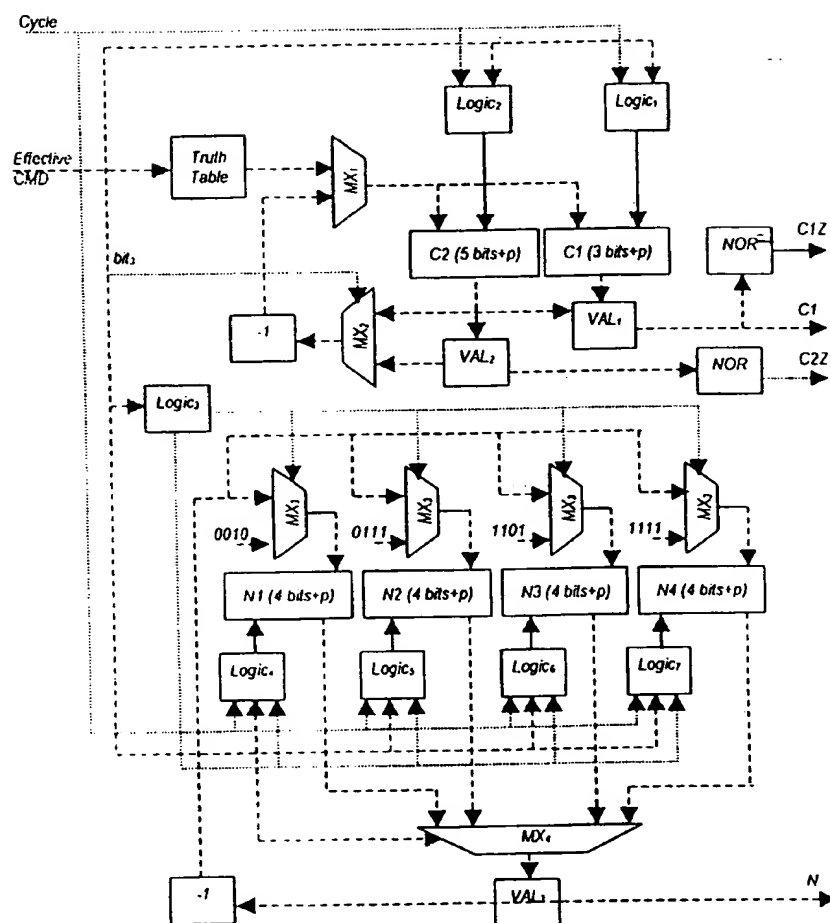 Cycle
Logic₂
Logic₁
Effective
CMD
Truth
Table
MX₁
C2 (5 bits+p)
C1 (3 bits+p)
NOR
C1Z
bit₃
-1
MX₂
VAL₂
VAL₁
C1
NOR
C2Z
Logic₃
MX₃
MX₃
MX₃
MX₃
0010
0111
1101
1111
N1 (4 bits+p)
N2 (4 bits+p)
N3 (4 bits+p)
N4 (4 bits+p)
Logic₄
Logic₅
Logic₆
Logic₇
MX₄
-1
VAL₃
N